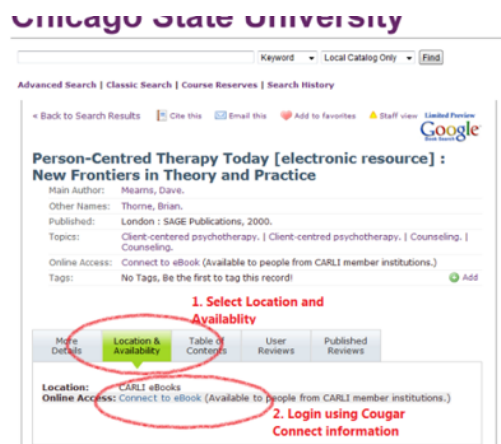 Chicago State University
Keyword Local Catalog Only Find
Advanced Search | Classic Search | Course Reserves | Search History
« Back to Search Results Cite this Email this Add to favorites Staff view Limited Preview
Google
Book Search
Person-Centred Therapy Today [electronic resource] :
New Frontiers in Theory and Practice
Main Author: Mearns, Dave.
Other Names: Thorne, Brian.
Published: London : SAGE Publications, 2000.
Topics: Client-centered psychotherapy. | Client-centred psychotherapy. | Counseling. |
Counseling.
Online Access: Connect to eBook (Available to people from CARLI member institutions.)
Tags: No Tags, Be the first to tag this record! Add
1. Select Location and
Availablity
More Details
Location & Availability
Table of Contents
User Reviews
Published Reviews
Location: CARLI eBooks
Online Access: Connect to eBook (Available to people from CARLI member institutions.)
2. Login using Cougar
Connect information